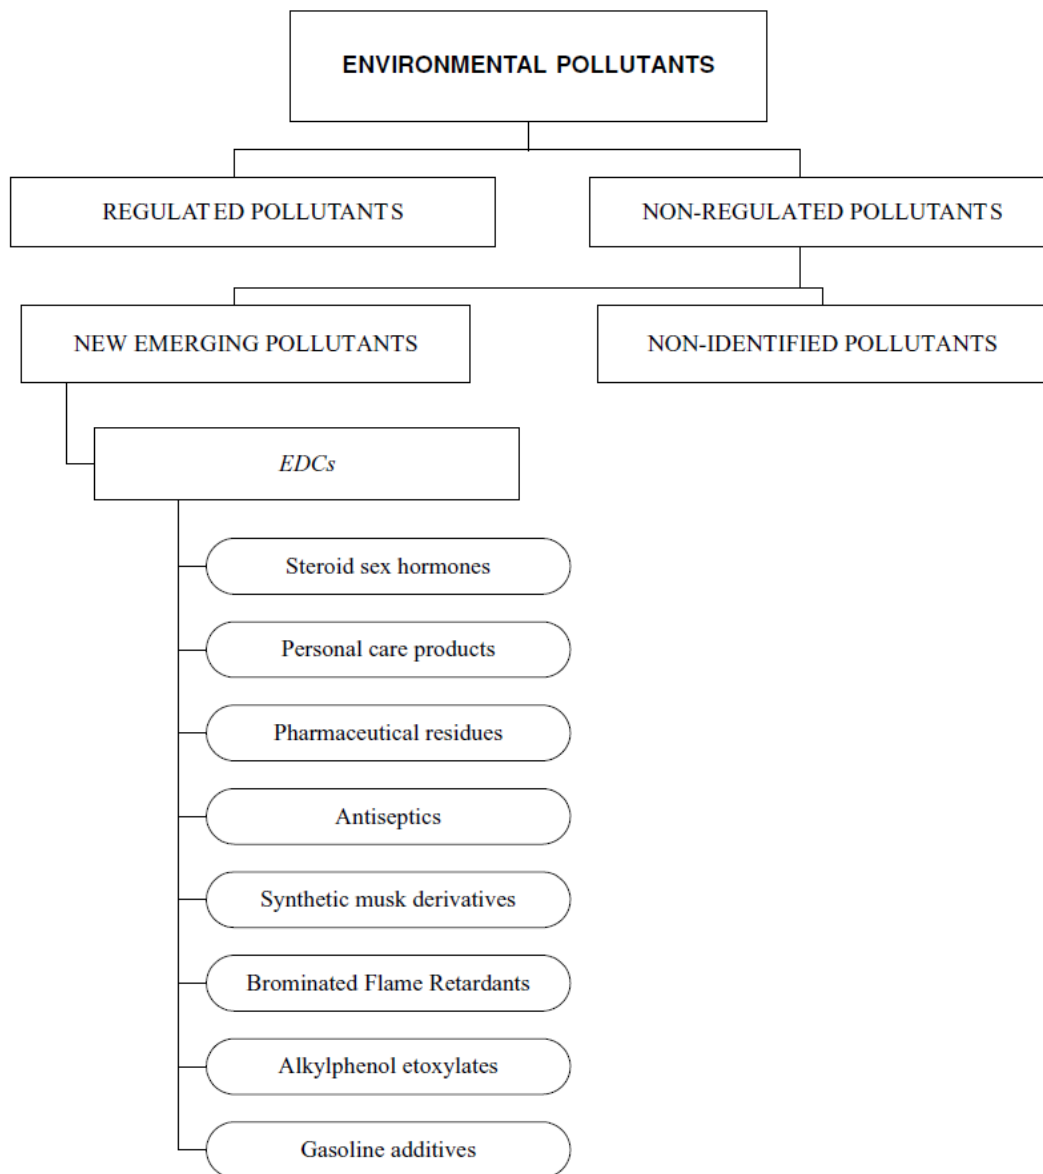 ENVIRONMENTAL POLLUTANTS
REGULATED POLLUTANTS
NON-REGULATED POLLUTANTS
NEW EMERGING POLLUTANTS
NON-IDENTIFIED POLLUTANTS
EDCs
Steroid sex hormones
Personal care products
Pharmaceutical residues
Antiseptics
Synthetic musk derivatives
Brominated Flame Retardants
Alkylphenol etoxylates
Gasoline additives